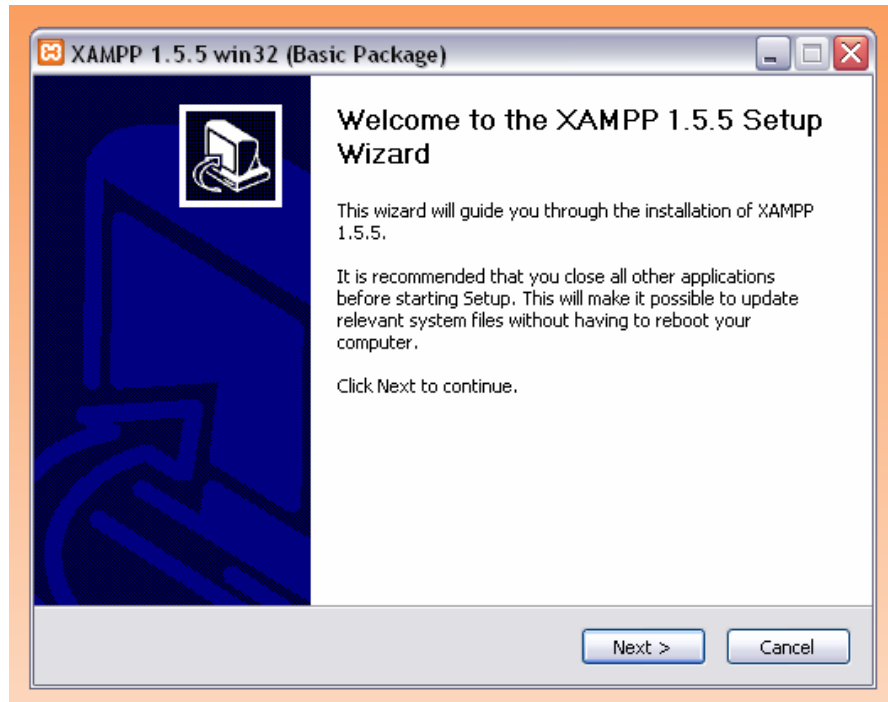 XAMPP 1.5.5 win32 (Basic Package)
Welcome to the XAMPP 1.5.5 Setup
Wizard
This wizard will guide you through the installation of XAMPP
1.5.5.
It is recommended that you close all other applications
before starting Setup. This will make it possible to update
relevant system files without having to reboot your
computer.
Click Next to continue.
Next >
Cancel